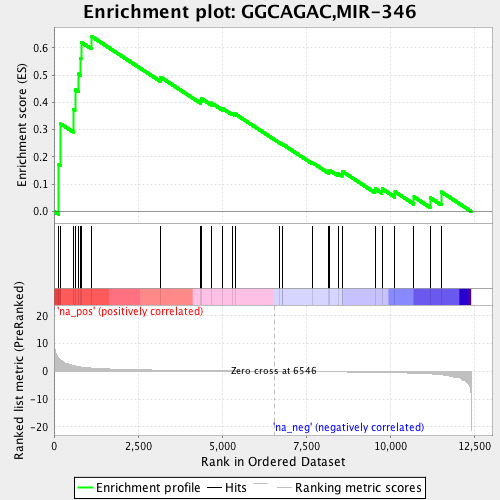 Enrichment plot: GGCAGAC,MIR-346
Enrichment score (ES)
0.6
0.5
0.4
0.3
0.2
0.1
0.0
'na_pos' (positively correlated)
Ranked list metric (PreRanked)
20
10
0
-10
-20
Zero cross at 6546
'na_neg' (negatively correlated)
0
2,500
5,000
7,500
10,000
12,500
Rank in Ordered Dataset
Enrichment profile
Hits
Ranking metric scores